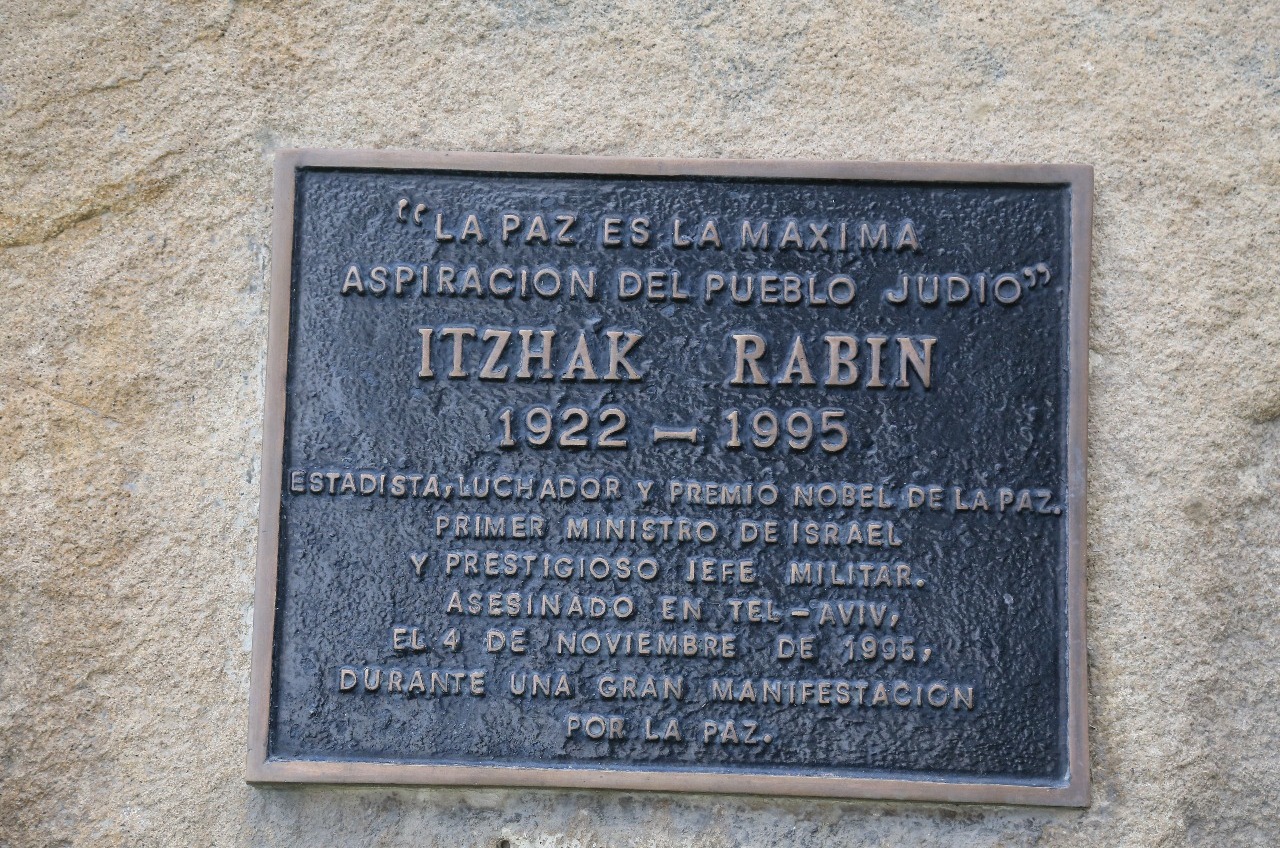 “LA PAZ ES LA MAXIMA
ASPIRACION DEL PUEBLO JUDIO”
ITZHAK RABIN
1922 - 1995
ESTADISTA, LUCHADOR Y PREMIO NOBEL DE LA PAZ.
PRIMER MINISTRO DE ISRAEL
Y PRESTIGIOSO JEFE MILITAR.
ASESINADO EN TEL-AVIV,
EL 4 DE NOVIEMBRE DE 1995,
DURANTE UNA GRAN MANIFESTACION
POR LA PAZ.